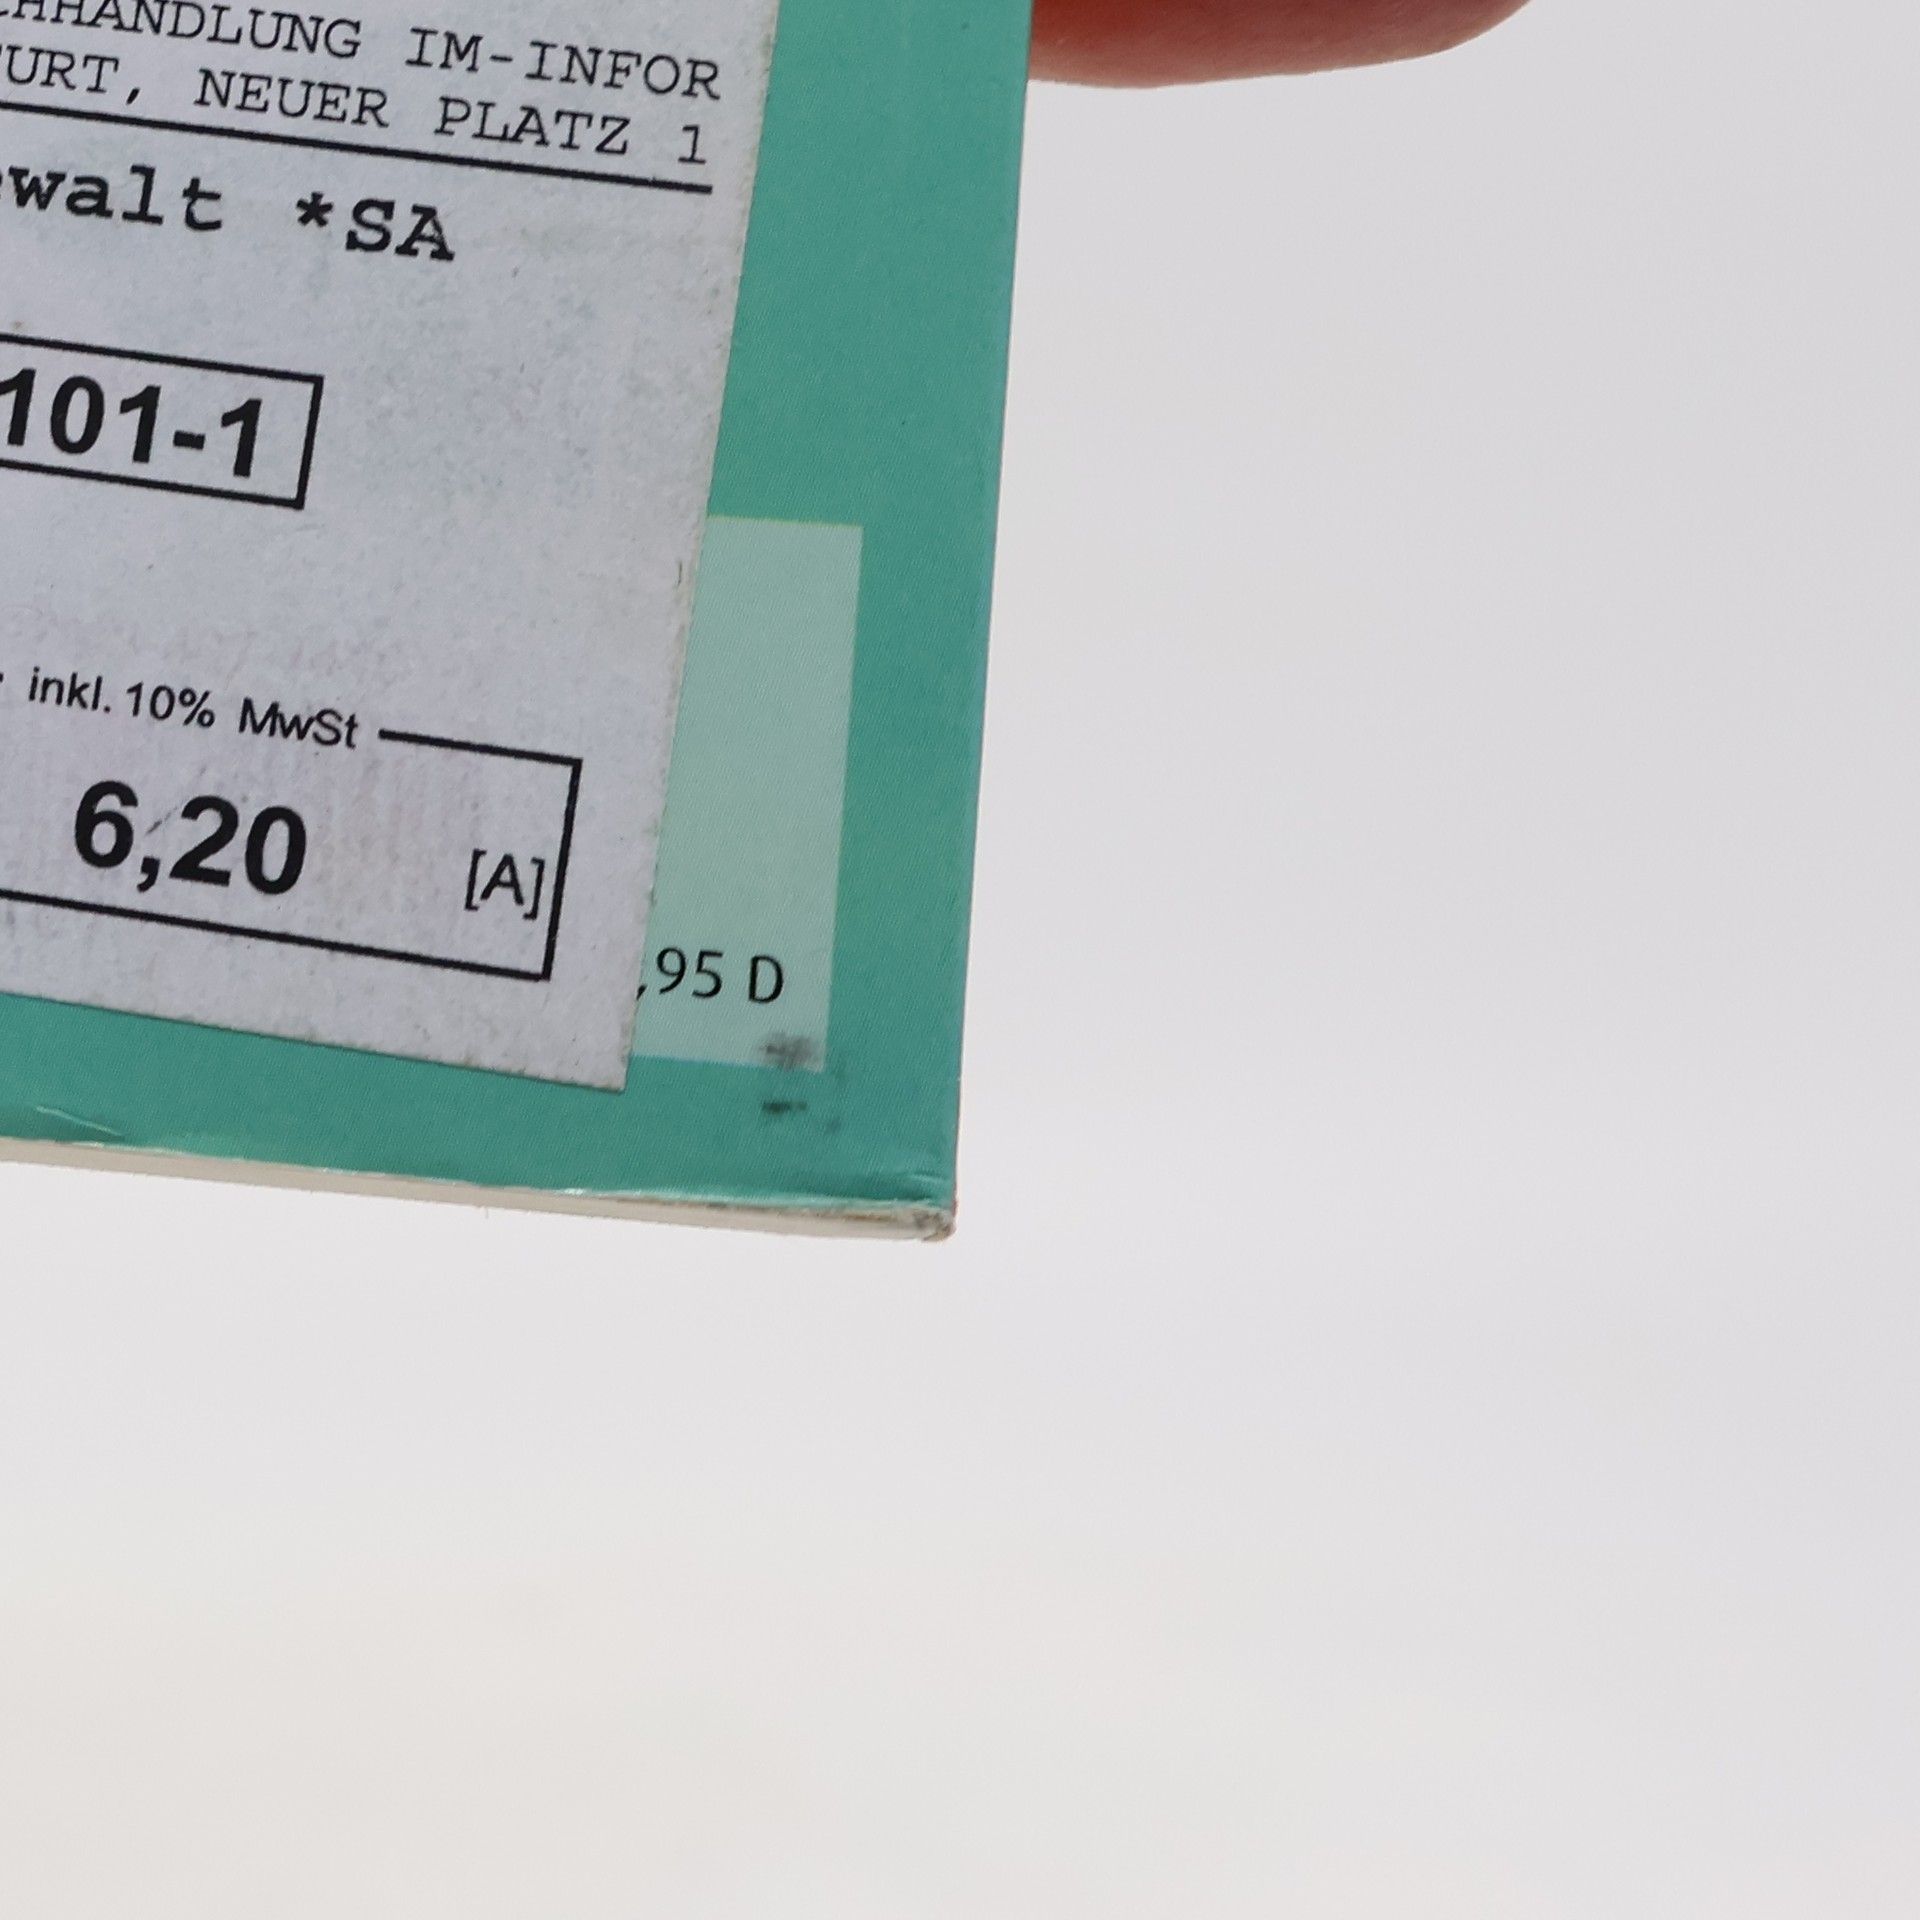 HANDLUNG IM-INFOR
URT, NEUER PLATZ 1
walt *SA
101-1
inkl. 10% MwSt
6,20 [A]
,95 D